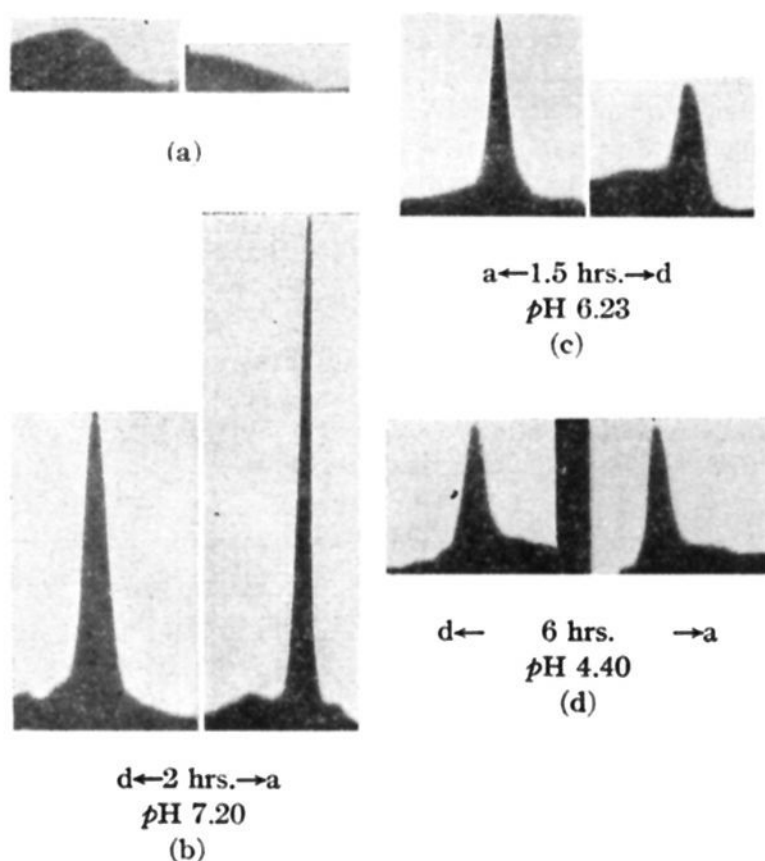 (a)
d←2 hrs.→a
pH 7.20
(b)
a←1.5 hrs.→d
pH 6.23
(c)
d← 6 hrs. →a
pH 4.40
(d)